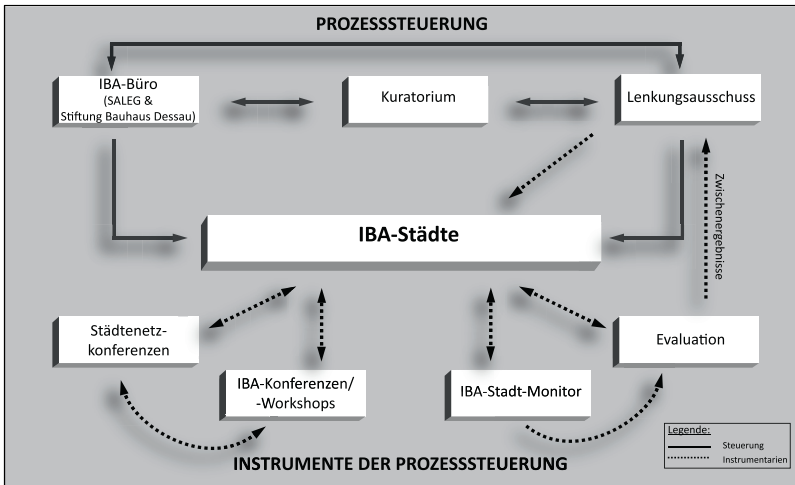 PROZESSSTEUERUNG
IBA-Büro
(SALEG &
Stiftung Bauhaus Dessau)
Kuratorium
Lenkungsausschuss
Zwischenergebnisse
IBA-Städte
Städtenetz-
konferenzen
Evaluation
IBA-Konferenzen/
-Workshops
IBA-Stadt-Monitor
Legende:
Steuerung
Instrumentarien
INSTRUMENTE DER PROZESSSTEUERUNG